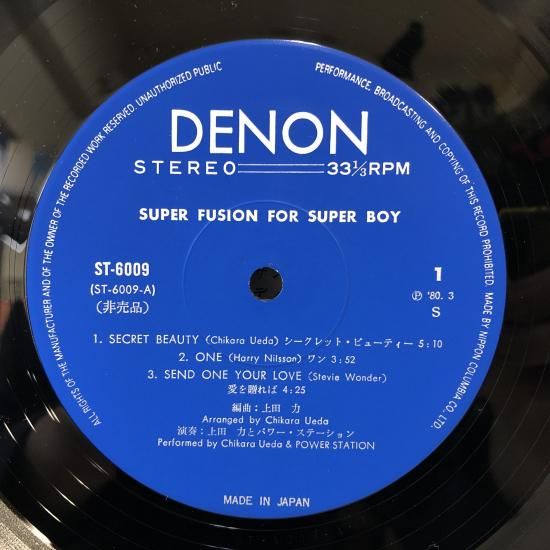 ALL RIGHTS OF THE MANUFACTURER AND OF THE OWNER OF THE RECORDED WORK RESERVED. UNAUTHORIZED PUBLIC PERFORMANCE, BROADCASTING AND COPYING OF THIS RECORD PROHIBITED. MADE BY NIPPON COLUMBIA CO., LTD.
DENON
STEREO 33⅓RPM
SUPER FUSION FOR SUPER BOY
ST-6009 1
(ST-6009-A) Ⓟ '80. 3
(非売品) S
1. SECRET BEAUTY (Chikara Ueda) シークレット・ビューティー 5:10
2. ONE (Harry Nilsson) ワン 3:52
3. SEND ONE YOUR LOVE (Stevie Wonder)
愛を贈れば 4:25
編曲:上田 力
Arranged by Chikara Ueda
演奏:上田 力とパワー・ステーション
Performed by Chikara Ueda & POWER STATION
MADE IN JAPAN